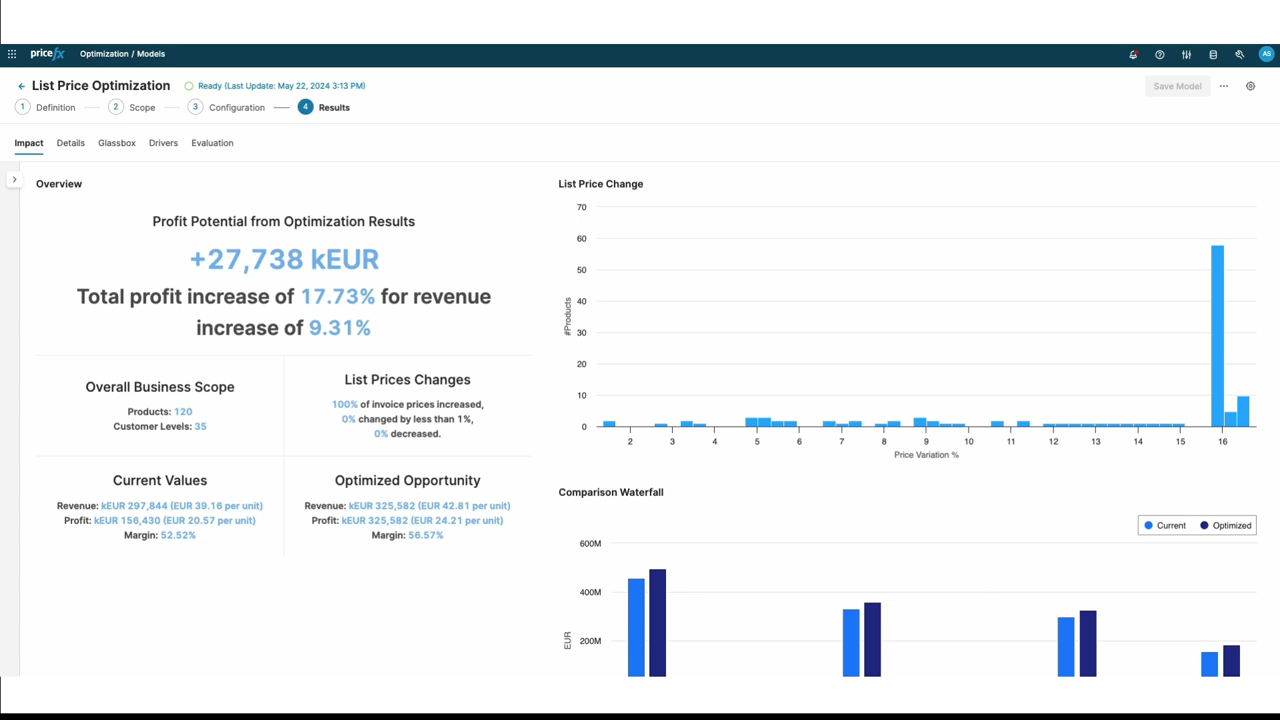 pricefx
Optimization / Models
AS
List Price Optimization
Ready (Last Update: May 22, 2024 3:13 PM)
Save Model
1 Definition
2 Scope
3 Configuration
4 Results
Impact
Details
Glassbox
Drivers
Evaluation
Overview
Profit Potential from Optimization Results
+27,738 kEUR
Total profit increase of 17.73% for revenue
increase of 9.31%
Overall Business Scope
Products: 120
Customer Levels: 35
List Prices Changes
100% of invoice prices increased,
0% changed by less than 1%,
0% decreased.
Current Values
Revenue: kEUR 297,844 (EUR 39.16 per unit)
Profit: kEUR 156,430 (EUR 20.57 per unit)
Margin: 52.52%
Optimized Opportunity
Revenue: kEUR 325,582 (EUR 42.81 per unit)
Profit: kEUR 325,582 (EUR 24.21 per unit)
Margin: 56.57%
List Price Change
70
60
50
40
30
20
10
0
#Products
2 3 4 5 6 7 8 9 10 11 12 13 14 15 16
Price Variation %
Comparison Waterfall
Current
Optimized
600M
400M
200M
EUR